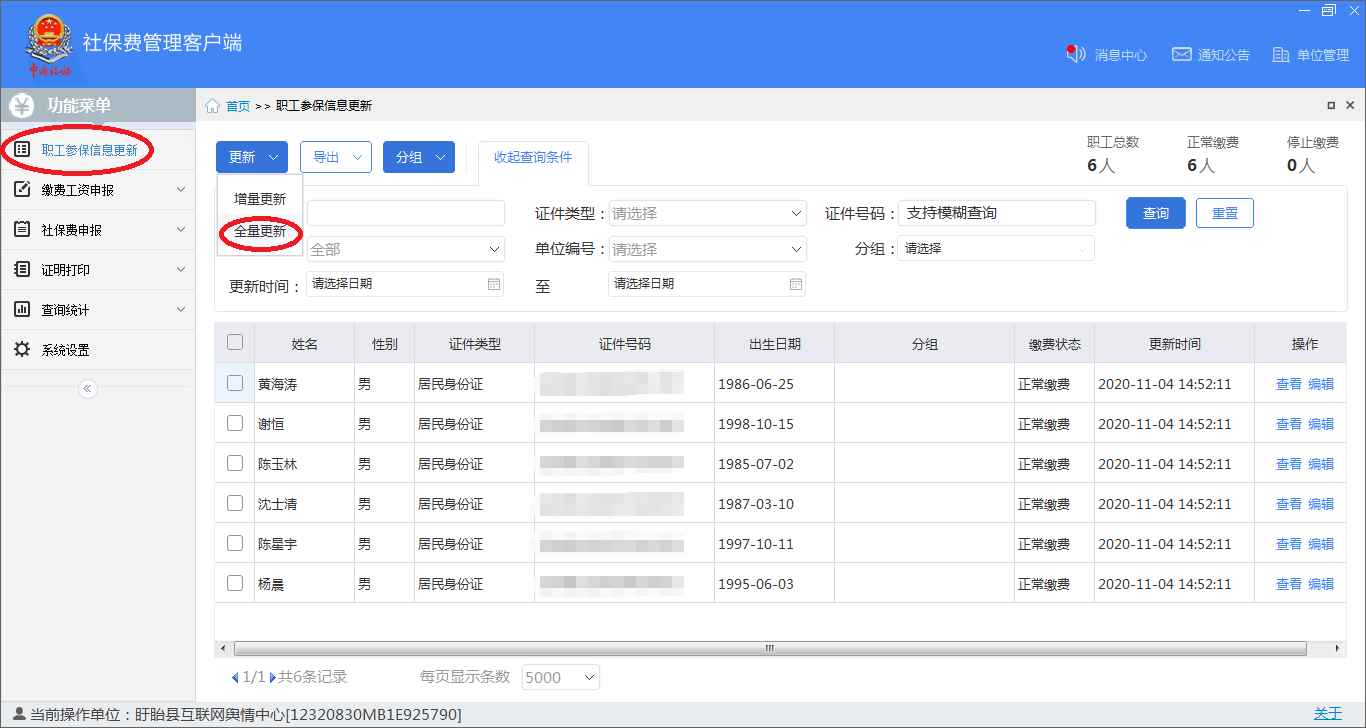 社保费管理客户端
中国税务
消息中心 通知公告 单位管理
功能菜单
首页 >> 职工参保信息更新
职工参保信息更新
缴费工资申报
社保费申报
证明打印
查询统计
系统设置
更新 导出 分组 收起查询条件
职工总数 正常缴费 停止缴费
6人 6人 0人
增量更新
全量更新
证件类型： 请选择 证件号码： 支持模糊查询 查询 重置
全部 单位编号： 请选择 分组： 请选择
更新时间： 请选择日期 至 请选择日期
姓名 性别 证件类型 证件号码 出生日期 分组 缴费状态 更新时间 操作
黄海涛 男 居民身份证 1986-06-25 正常缴费 2020-11-04 14:52:11 查看 编辑
谢恒 男 居民身份证 1998-10-15 正常缴费 2020-11-04 14:52:11 查看 编辑
陈玉林 男 居民身份证 1985-07-02 正常缴费 2020-11-04 14:52:11 查看 编辑
沈士清 男 居民身份证 1987-03-10 正常缴费 2020-11-04 14:52:11 查看 编辑
陈星宇 男 居民身份证 1997-10-11 正常缴费 2020-11-04 14:52:11 查看 编辑
杨晨 男 居民身份证 1995-06-03 正常缴费 2020-11-04 14:52:11 查看 编辑
1/1 共6条记录 每页显示条数 5000
当前操作单位：盱眙县互联网舆情中心[12320830MB1E925790] 关于